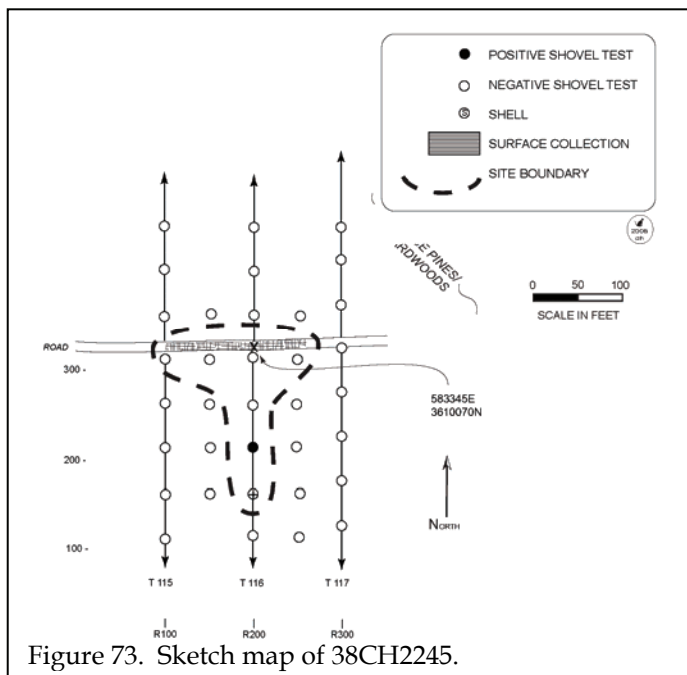 POSITIVE SHOVEL TEST
NEGATIVE SHOVEL TEST
S SHELL
SURFACE COLLECTION
SITE BOUNDARY
2008
PINES/
0 50 100
SCALE IN FEET
ROAD
X
300 -
583345E
3610070N
200 -
NORTH
100 -
T 115 T 116 T 117
R100 R200 R300
Figure 73. Sketch map of 38CH2245.